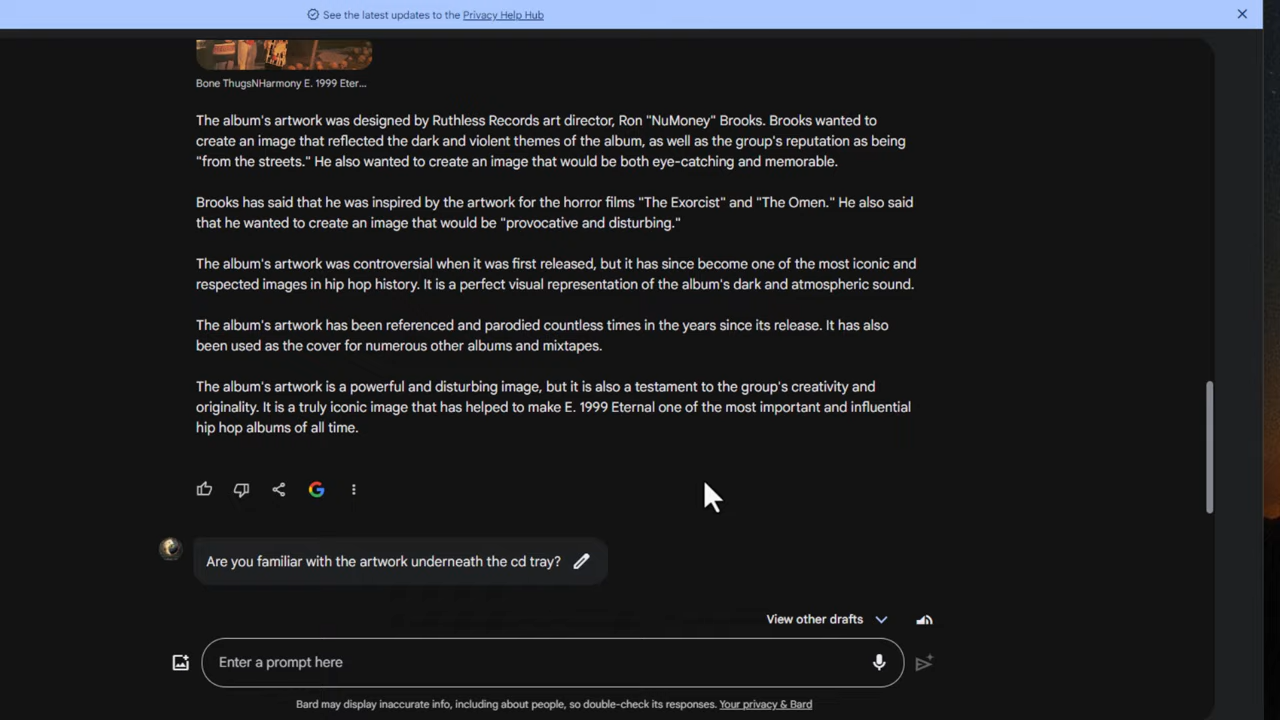 See the latest updates to the Privacy Help Hub
Bone ThugsNHarmony E. 1999 Eter...
The album's artwork was designed by Ruthless Records art director, Ron "NuMoney" Brooks. Brooks wanted to
create an image that reflected the dark and violent themes of the album, as well as the group's reputation as being
"from the streets." He also wanted to create an image that would be both eye-catching and memorable.
Brooks has said that he was inspired by the artwork for the horror films "The Exorcist" and "The Omen." He also said
that he wanted to create an image that would be "provocative and disturbing."
The album's artwork was controversial when it was first released, but it has since become one of the most iconic and
respected images in hip hop history. It is a perfect visual representation of the album's dark and atmospheric sound.
The album's artwork has been referenced and parodied countless times in the years since its release. It has also
been used as the cover for numerous other albums and mixtapes.
The album's artwork is a powerful and disturbing image, but it is also a testament to the group's creativity and
originality. It is a truly iconic image that has helped to make E. 1999 Eternal one of the most important and influential
hip hop albums of all time.
Are you familiar with the artwork underneath the cd tray?
View other drafts
Enter a prompt here
Bard may display inaccurate info, including about people, so double-check its responses. Your privacy & Bard